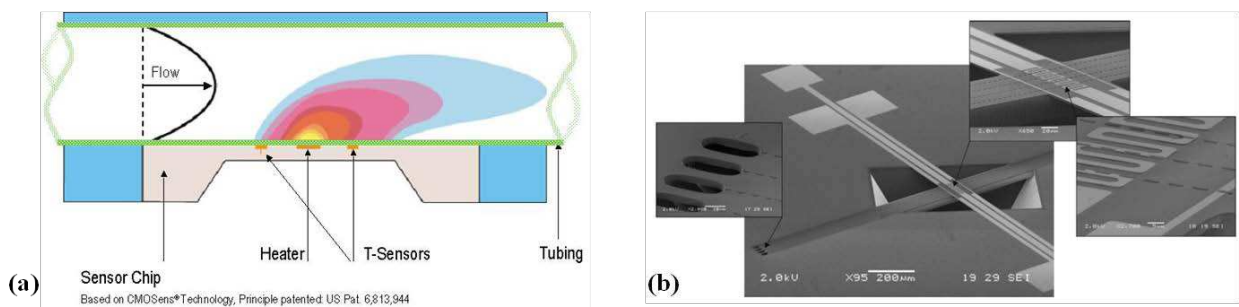 Flow
Heater
T-Sensors
Tubing
Sensor Chip
(a)
Based on CMOSens®Technology, Principle patented: US Pat. 6,813,944
(b)
2.0kV X95 200µm 19 29 SEI